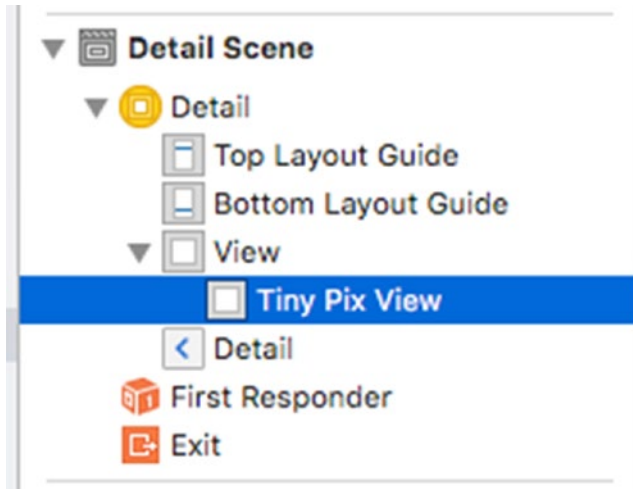 Detail Scene
Detail
Top Layout Guide
Bottom Layout Guide
View
Tiny Pix View
Detail
First Responder
Exit